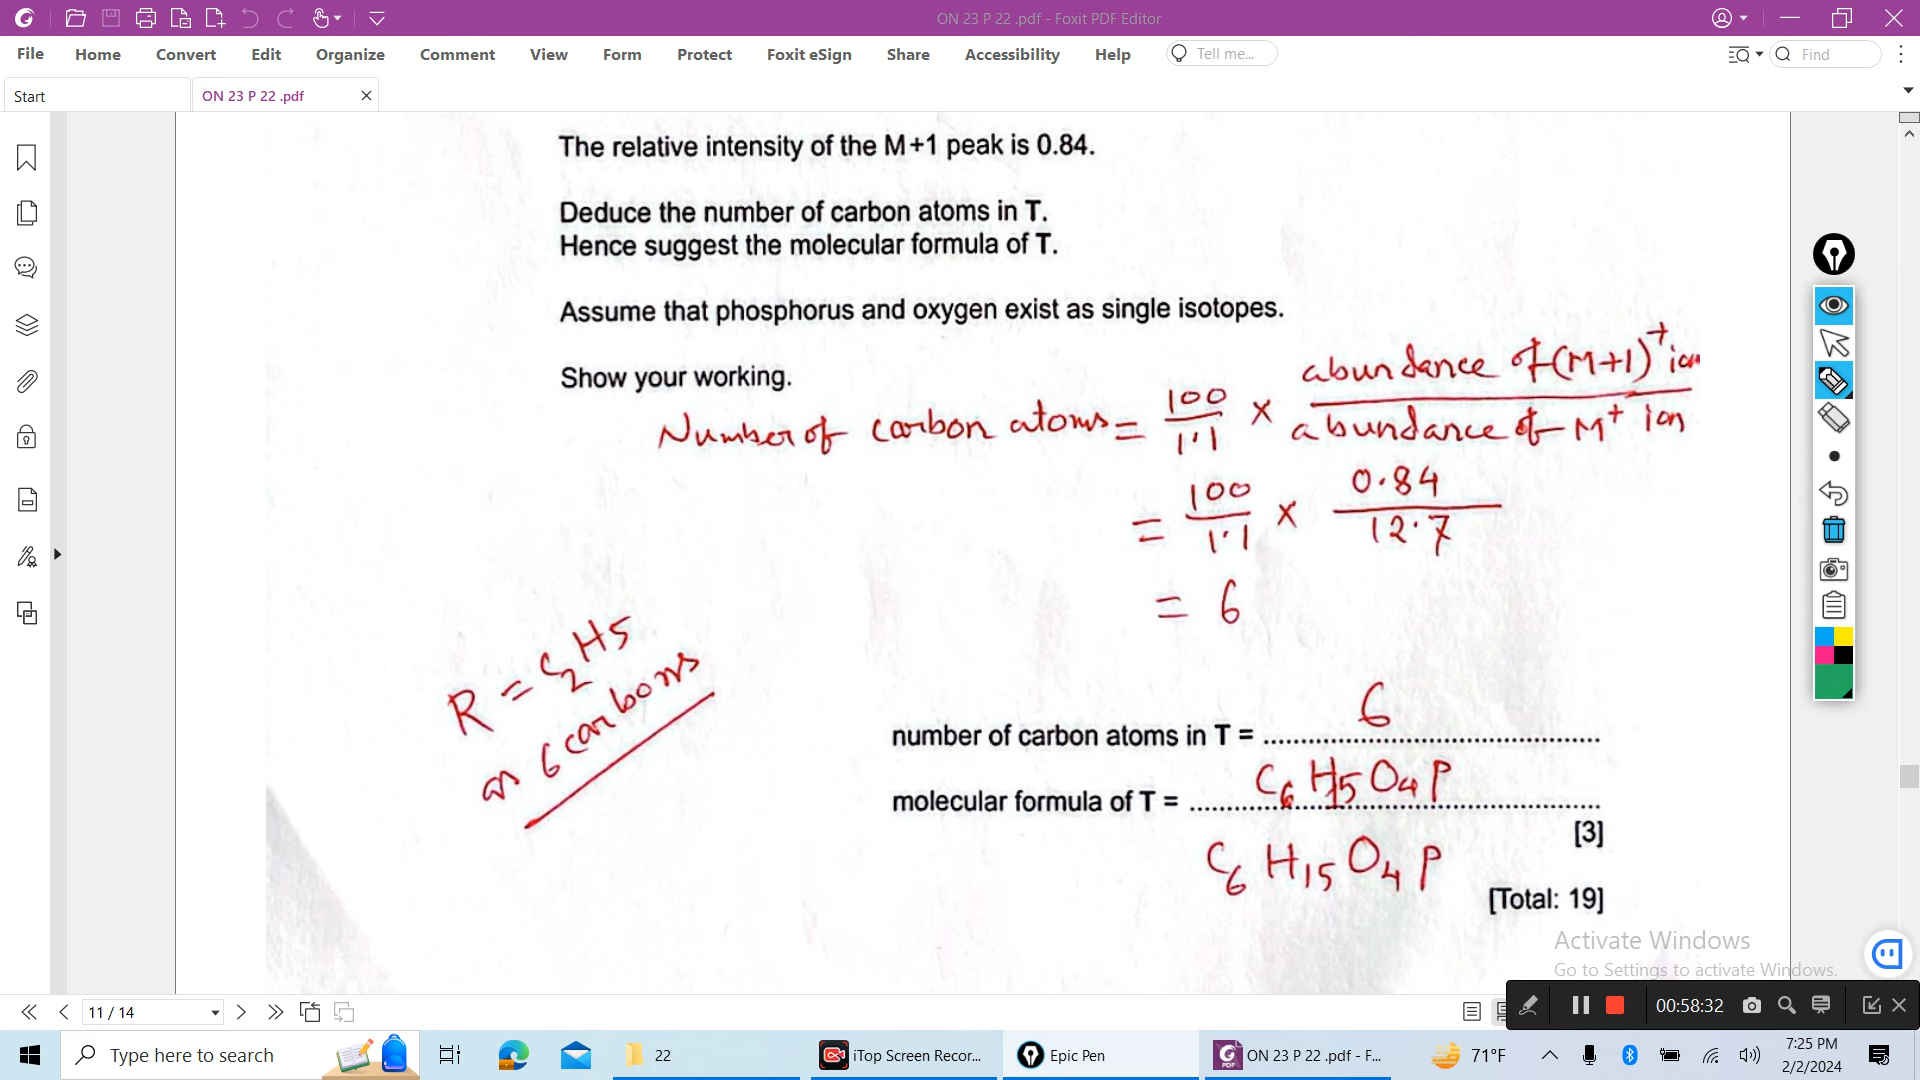 ON 23 P 22 .pdf - Foxit PDF Editor
File Home Convert Edit Organize Comment View Form Protect Foxit eSign Share Accessibility Help Tell me... Find
Start ON 23 P 22 .pdf
The relative intensity of the M+1 peak is 0.84.
Deduce the number of carbon atoms in T.
Hence suggest the molecular formula of T.
Assume that phosphorus and oxygen exist as single isotopes.
Show your working.
Number of carbon atoms = 100/1.1 × abundance of (M+1)⁺ ion / abundance of M⁺ ion
= 100/1.1 × 0.84/12.7
= 6
R = C₂H5
as 6 carbons
number of carbon atoms in T = 6
molecular formula of T = C₆H₁₅O₄P
[3]
C₆H₁₅O₄P
[Total: 19]
Activate Windows
Go to Settings to activate Windows.
11 / 14
00:58:32
Type here to search
22
iTop Screen Recor...
Epic Pen
ON 23 P 22 .pdf - F...
71°F
7:25 PM
2/2/2024